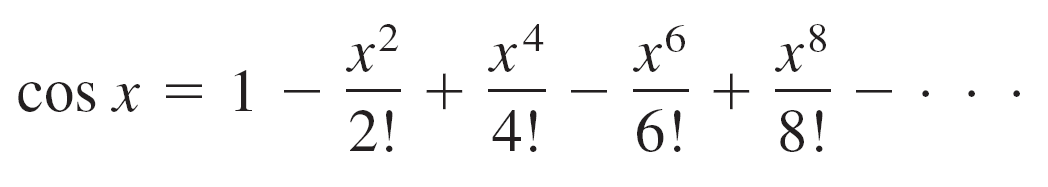 cos x = 1 − x²/2! + x⁴/4! − x⁶/6! + x⁸/8! − · · ·